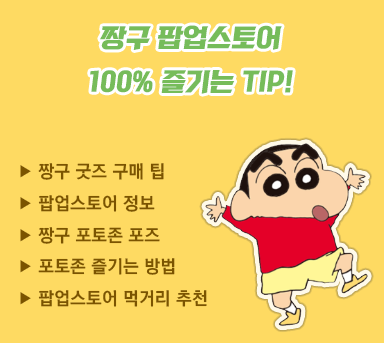 짱구 팝업스토어
100% 즐기는 TIP!
▶ 짱구 굿즈 구매 팁
▶ 팝업스토어 정보
▶ 짱구 포토존 포즈
▶ 포토존 즐기는 방법
▶ 팝업스토어 먹거리 추천